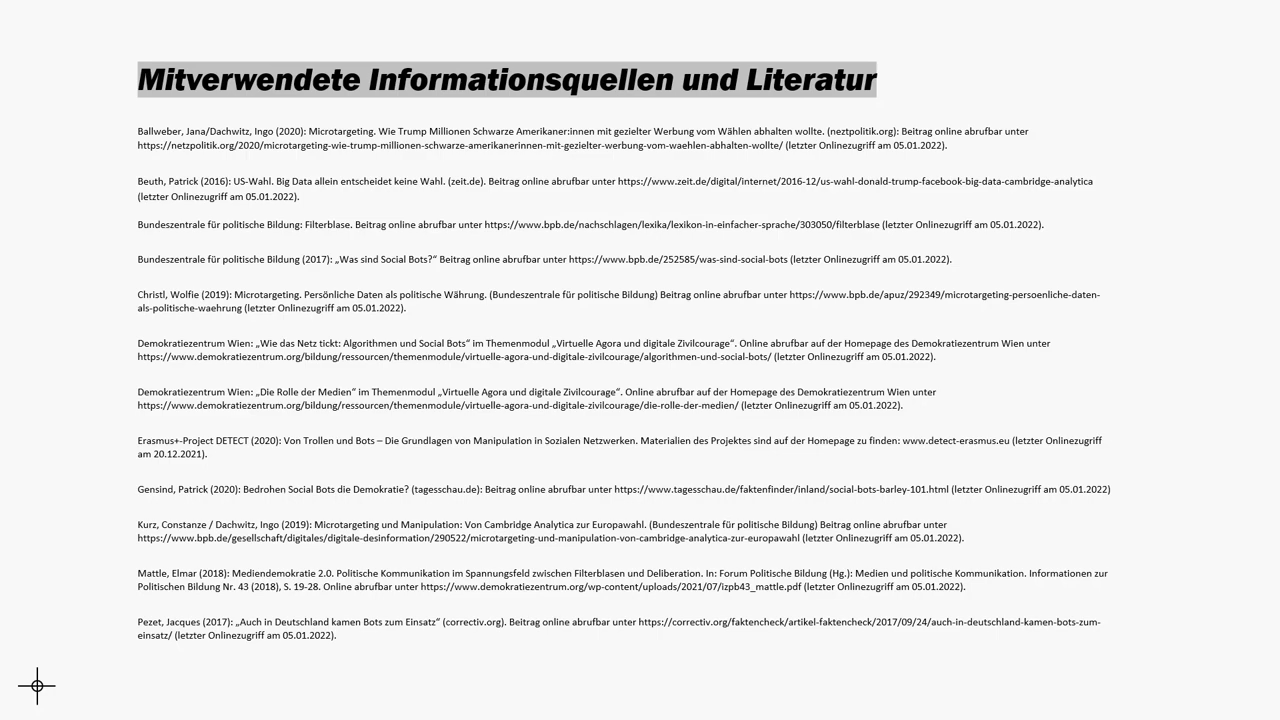 Mitverwendete Informationsquellen und Literatur
Ballweber, Jana/Dachwitz, Ingo (2020): Microtargeting. Wie Trump Millionen Schwarze Amerikaner:innen mit gezielter Werbung vom Wählen abhalten wollte. (neztpolitik.org): Beitrag online abrufbar unter
https://netzpolitik.org/2020/microtargeting-wie-trump-millionen-schwarze-amerikanerinnen-mit-gezielter-werbung-vom-waehlen-abhalten-wollte/ (letzter Onlinezugriff am 05.01.2022).
Beuth, Patrick (2016): US-Wahl. Big Data allein entscheidet keine Wahl. (zeit.de). Beitrag online abrufbar unter https://www.zeit.de/digital/internet/2016-12/us-wahl-donald-trump-facebook-big-data-cambridge-analytica
(letzter Onlinezugriff am 05.01.2022).
Bundeszentrale für politische Bildung: Filterblase. Beitrag online abrufbar unter https://www.bpb.de/nachschlagen/lexika/lexikon-in-einfacher-sprache/303050/filterblase (letzter Onlinezugriff am 05.01.2022).
Bundeszentrale für politische Bildung (2017): „Was sind Social Bots?“ Beitrag online abrufbar unter https://www.bpb.de/252585/was-sind-social-bots (letzter Onlinezugriff am 05.01.2022).
Christl, Wolfie (2019): Microtargeting. Persönliche Daten als politische Währung. (Bundeszentrale für politische Bildung) Beitrag online abrufbar unter https://www.bpb.de/apuz/292349/microtargeting-persoenliche-daten-
als-politische-waehrung (letzter Onlinezugriff am 05.01.2022).
Demokratiezentrum Wien: „Wie das Netz tickt: Algorithmen und Social Bots“ im Themenmodul „Virtuelle Agora und digitale Zivilcourage“. Online abrufbar auf der Homepage des Demokratiezentrum Wien unter
https://www.demokratiezentrum.org/bildung/ressourcen/themenmodule/virtuelle-agora-und-digitale-zivilcourage/algorithmen-und-social-bots/ (letzter Onlinezugriff am 05.01.2022).
Demokratiezentrum Wien: „Die Rolle der Medien“ im Themenmodul „Virtuelle Agora und digitale Zivilcourage“. Online abrufbar auf der Homepage des Demokratiezentrum Wien unter
https://www.demokratiezentrum.org/bildung/ressourcen/themenmodule/virtuelle-agora-und-digitale-zivilcourage/die-rolle-der-medien/ (letzter Onlinezugriff am 05.01.2022).
Erasmus+-Project DETECT (2020): Von Trollen und Bots – Die Grundlagen von Manipulation in Sozialen Netzwerken. Materialien des Projektes sind auf der Homepage zu finden: www.detect-erasmus.eu (letzter Onlinezugriff
am 20.12.2021).
Gensind, Patrick (2020): Bedrohen Social Bots die Demokratie? (tagesschau.de): Beitrag online abrufbar unter https://www.tagesschau.de/faktenfinder/inland/social-bots-barley-101.html (letzter Onlinezugriff am 05.01.2022)
Kurz, Constanze / Dachwitz, Ingo (2019): Microtargeting und Manipulation: Von Cambridge Analytica zur Europawahl. (Bundeszentrale für politische Bildung) Beitrag online abrufbar unter
https://www.bpb.de/gesellschaft/digitales/digitale-desinformation/290522/microtargeting-und-manipulation-von-cambridge-analytica-zur-europawahl (letzter Onlinezugriff am 05.01.2022).
Mattle, Elmar (2018): Mediendemokratie 2.0. Politische Kommunikation im Spannungsfeld zwischen Filterblasen und Deliberation. In: Forum Politische Bildung (Hg.): Medien und politische Kommunikation. Informationen zur
Politischen Bildung Nr. 43 (2018), S. 19-28. Online abrufbar unter https://www.demokratiezentrum.org/wp-content/uploads/2021/07/izpb43_mattle.pdf (letzter Onlinezugriff am 05.01.2022).
Pezet, Jacques (2017): „Auch in Deutschland kamen Bots zum Einsatz“ (correctiv.org). Beitrag online abrufbar unter https://correctiv.org/faktencheck/artikel-faktencheck/2017/09/24/auch-in-deutschland-kamen-bots-zum-
einsatz/ (letzter Onlinezugriff am 05.01.2022).